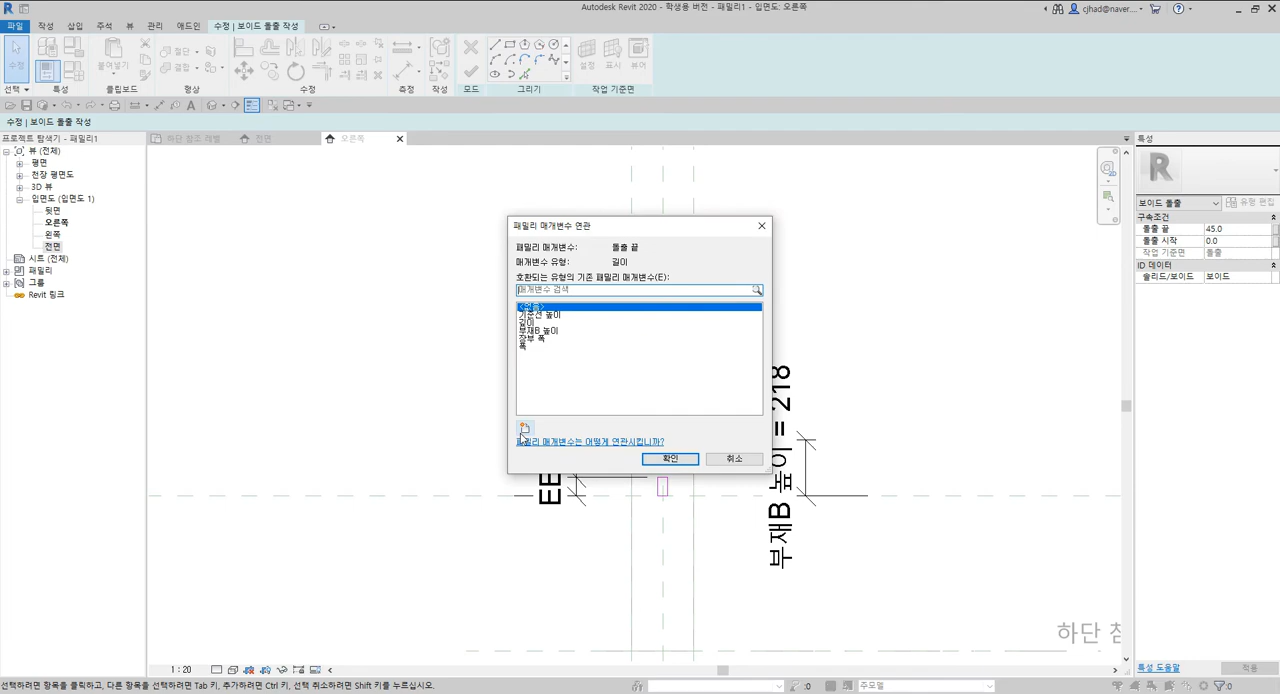 Autodesk Revit 2020 - 학생용 버전 - 패밀리1 - 입면도: 오른쪽
cjhad@naver....
파일 작성 삽입 주석 뷰 관리 애드인 수정 | 보이드 돌출 작성
수정 붙여넣기 절단 결합 설정 표시 뷰어
선택 특성 클립보드 형상 수정 측정 작성 모드 그리기 작업 기준면
수정 | 보이드 돌출 작성
프로젝트 탐색기 - 패밀리1
뷰 (전체)
평면
천장 평면도
3D 뷰
입면도 (입면도 1)
뒷면
오른쪽
왼쪽
전면
시트 (전체)
패밀리
그룹
Revit 링크
하단 참조 레벨 전면 오른쪽
패밀리 매개변수 연관
패밀리 매개변수: 돌출 끝
매개변수 유형: 길이
호환되는 유형의 기존 패밀리 매개변수(E):
매개변수 검색
<없음>
기준선 높이
길이
부재B 높이
장부 폭
폭
패밀리 매개변수는 어떻게 연관시킵니까?
확인 취소
EE
부재B 높이 = 218
하단 참
특성
보이드 돌출 유형 편집
구속조건
돌출 끝 45.0
돌출 시작 0.0
작업 기준면 돌출
ID 데이터
솔리드/보이드 보이드
특성 도움말 적용
1 : 20
선택하려면 항목을 클릭하고, 다른 항목을 선택하려면 Tab 키, 추가하려면 Ctrl 키, 선택 취소하려면 Shift 키를 누르십시오.
:0 주모델 :0